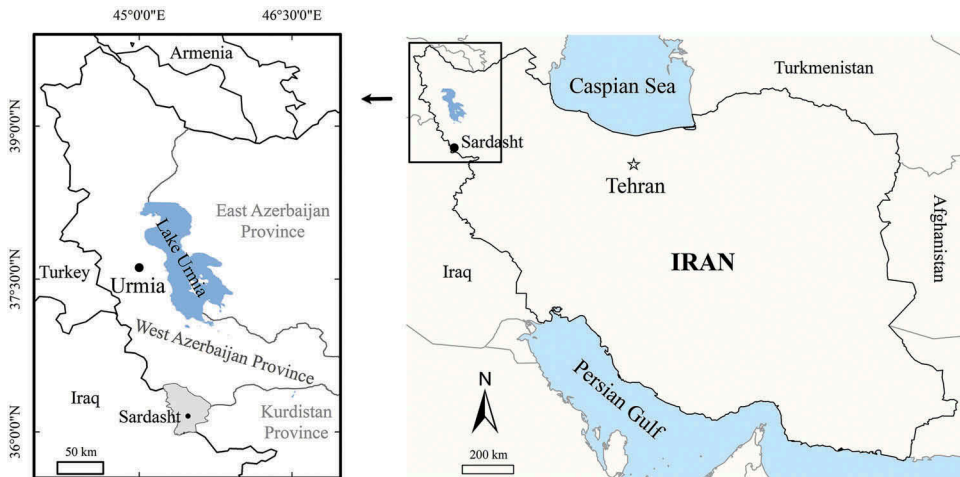 45°0'0"E 46°30'0"E
39°0'0"N
37°30'0"N
36°0'0"N
Armenia
East Azerbaijan
Province
Lake Urmia
Turkey
Urmia
West Azerbaijan Province
Iraq
Sardasht
Kurdistan
Province
50 km
Caspian Sea
Turkmenistan
Sardasht
Tehran
Afghanistan
IRAN
Iraq
Persian Gulf
N
200 km